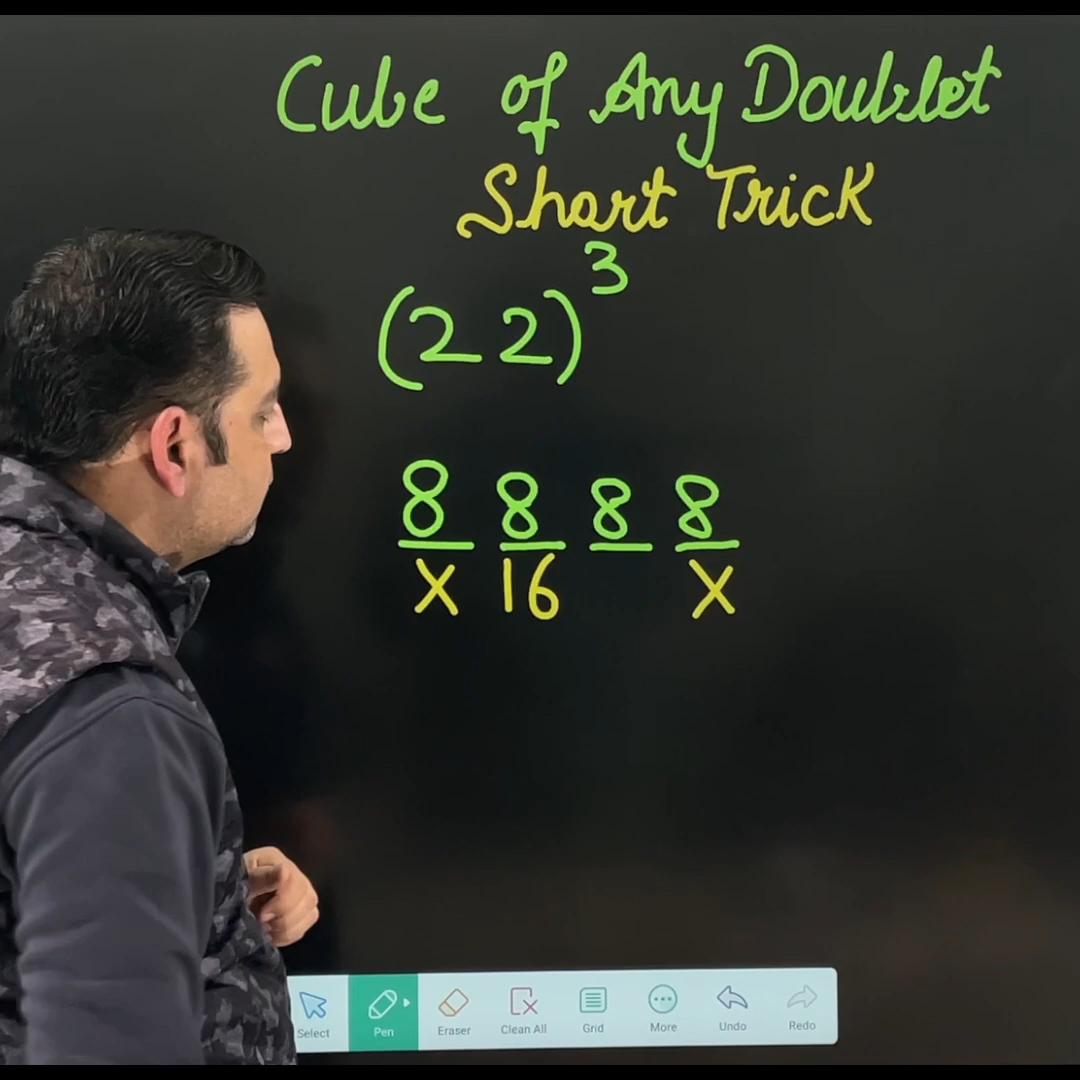 Cube of Any Doublet
Short Trick
(22)³
8 8 8 8
X 16 X
Select Pen Eraser Clean All Grid More Undo Redo